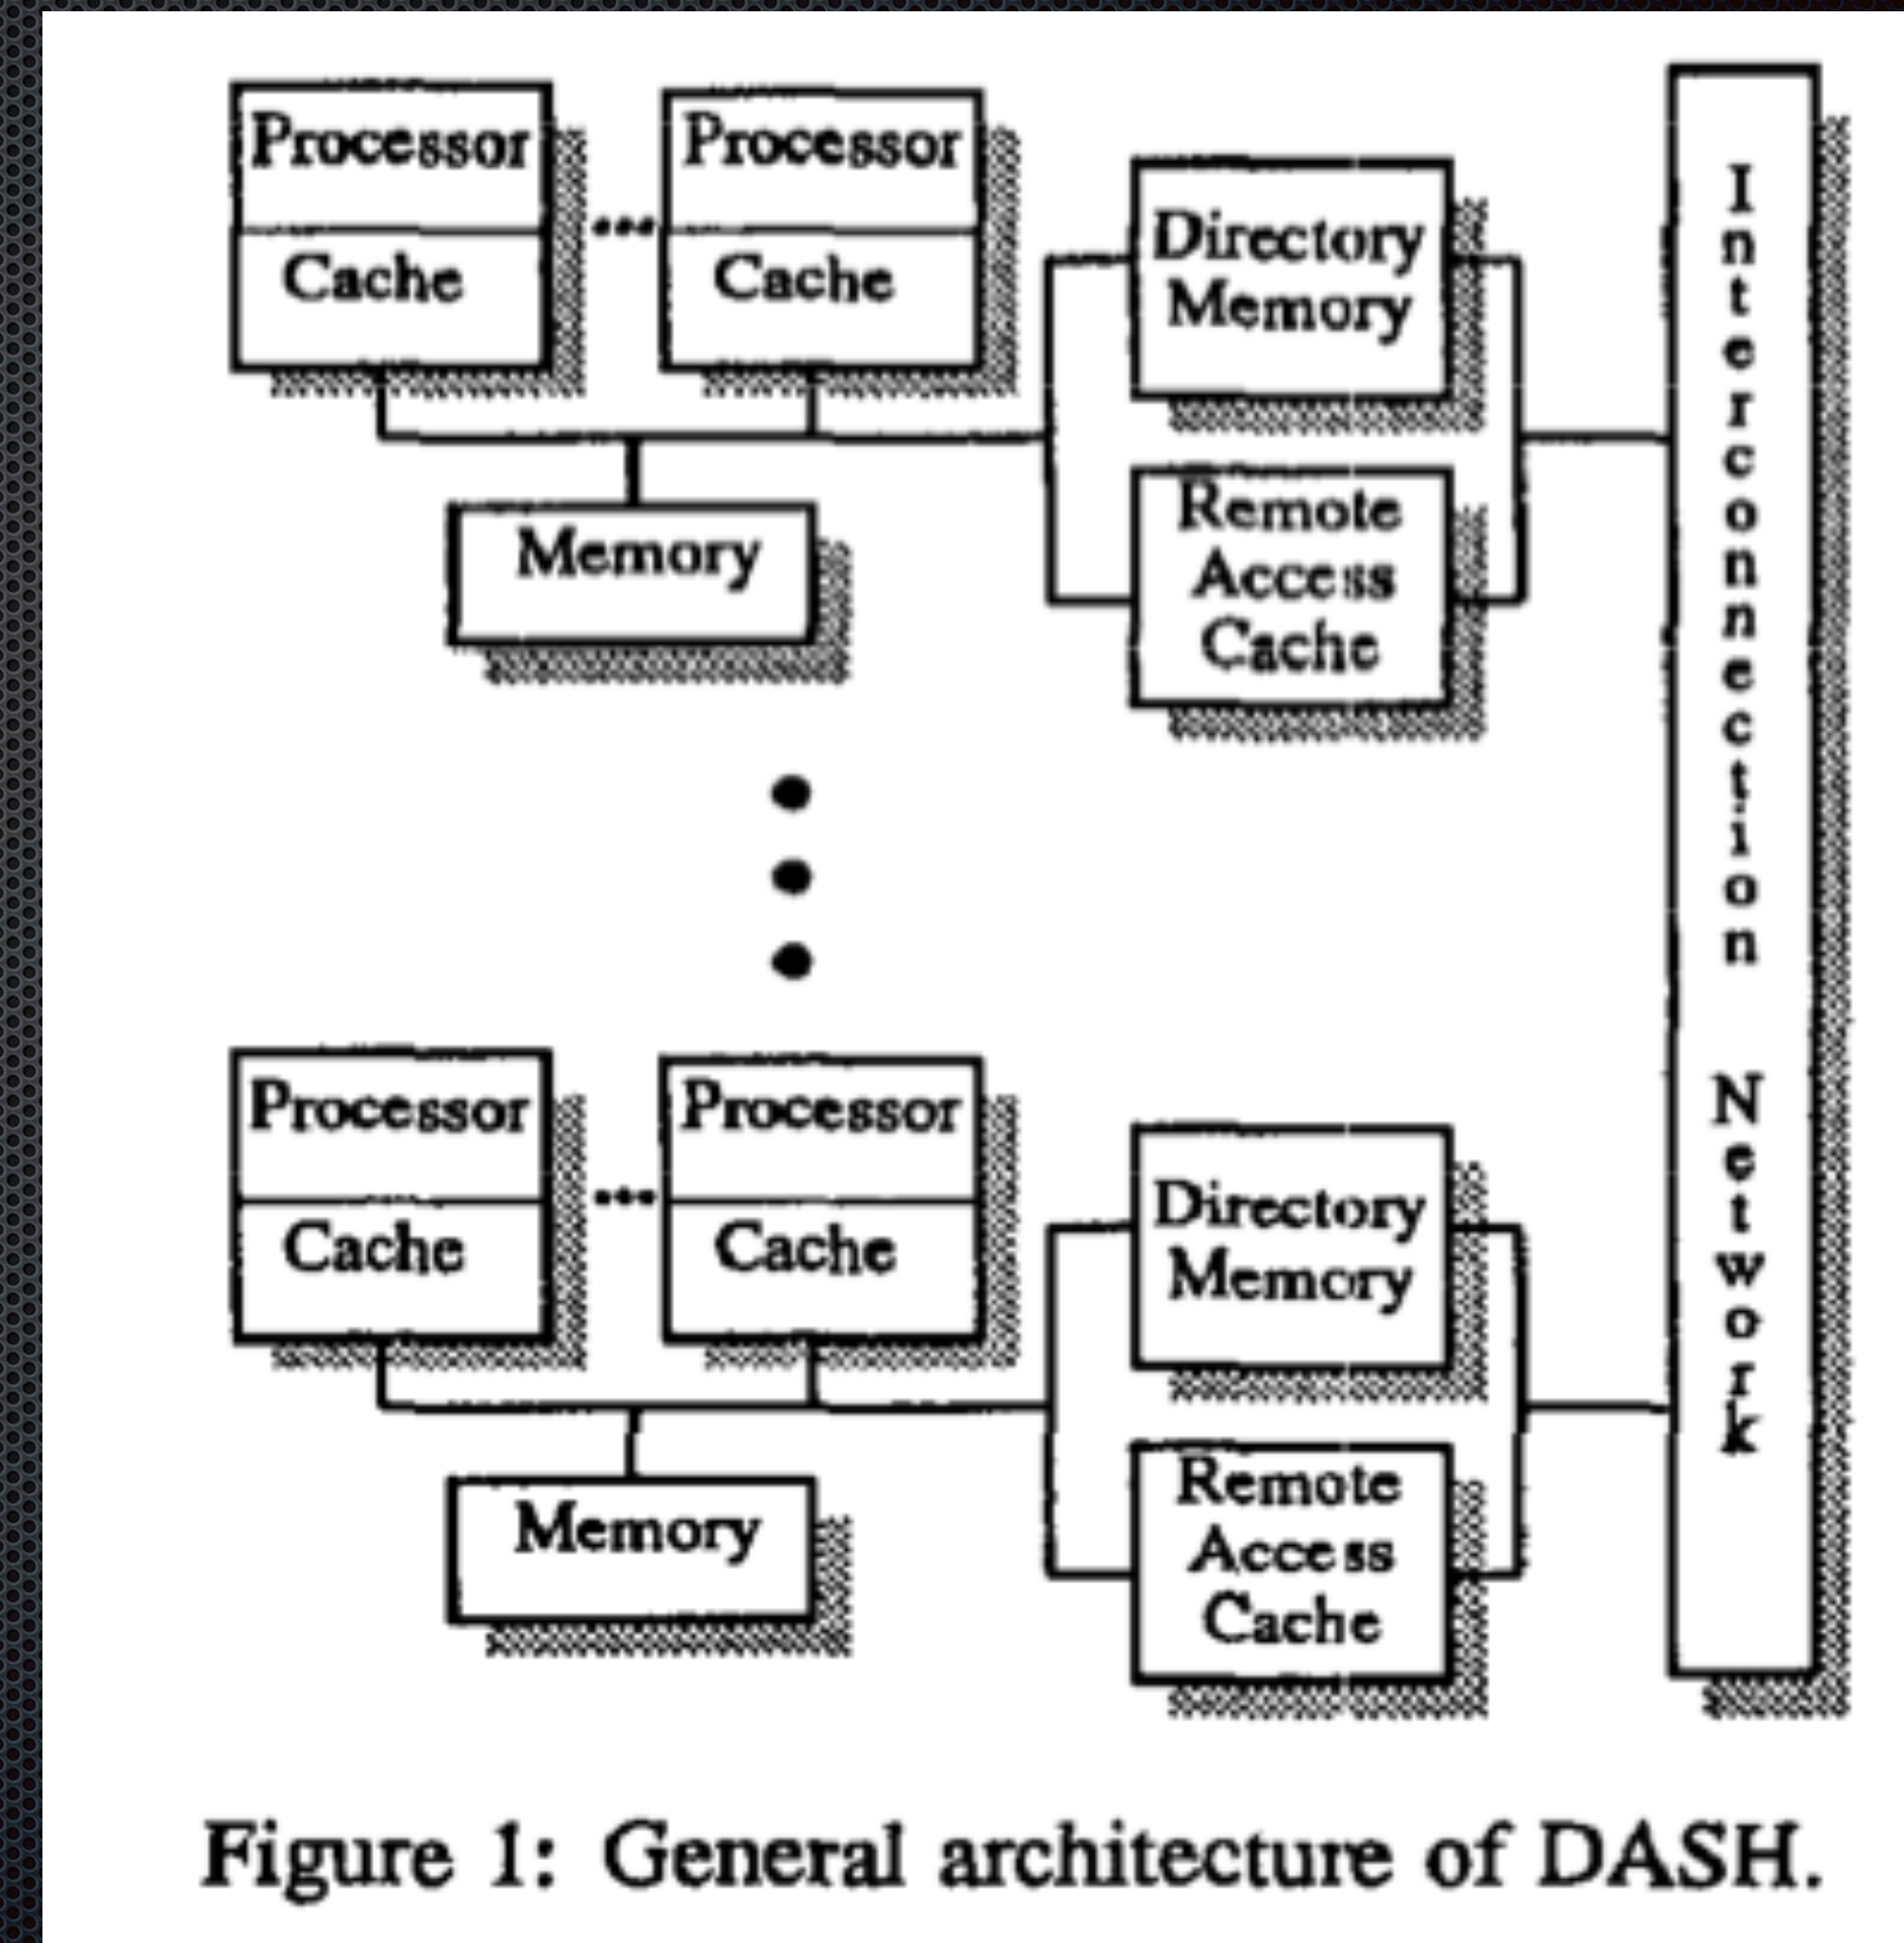 Processor
Cache
...
Processor
Cache
Directory
Memory
Remote
Access
Cache
Memory
Processor
Cache
...
Processor
Cache
Directory
Memory
Remote
Access
Cache
Memory
Interconnection Network
Figure 1: General architecture of DASH.